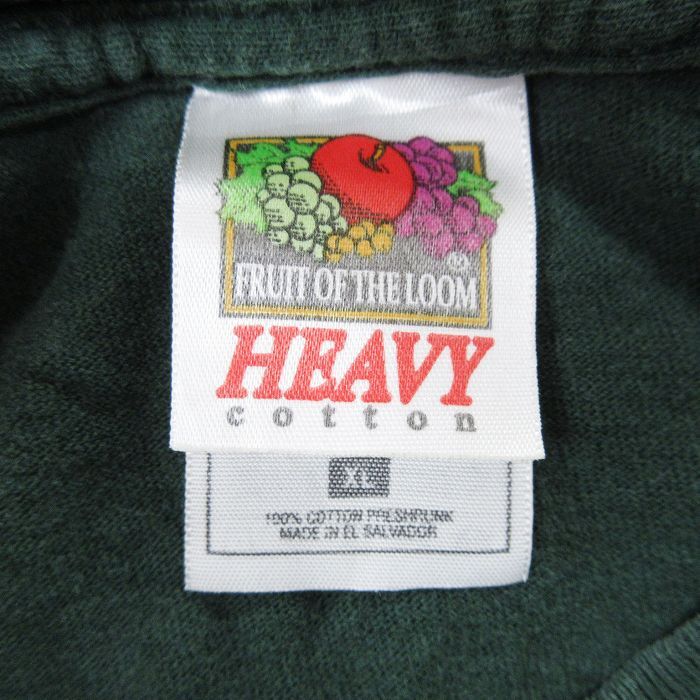 FRUIT OF THE LOOM
®
HEAVY
cotton
XL
100% COTTON PRESHRUNK
MADE IN EL SALVADOR